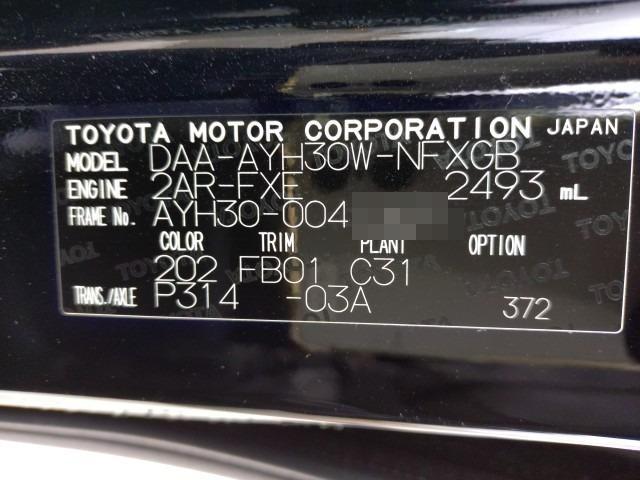 TOYOTA MOTOR CORPORATION JAPAN
MODEL DAA-AYH30W-NFXGB
ENGINE 2AR-FXE 2493 mL
FRAME No. AYH30-004
COLOR TRIM PLANT OPTION
202 FB01 C31
TRANS./AXLE P314 -03A 372